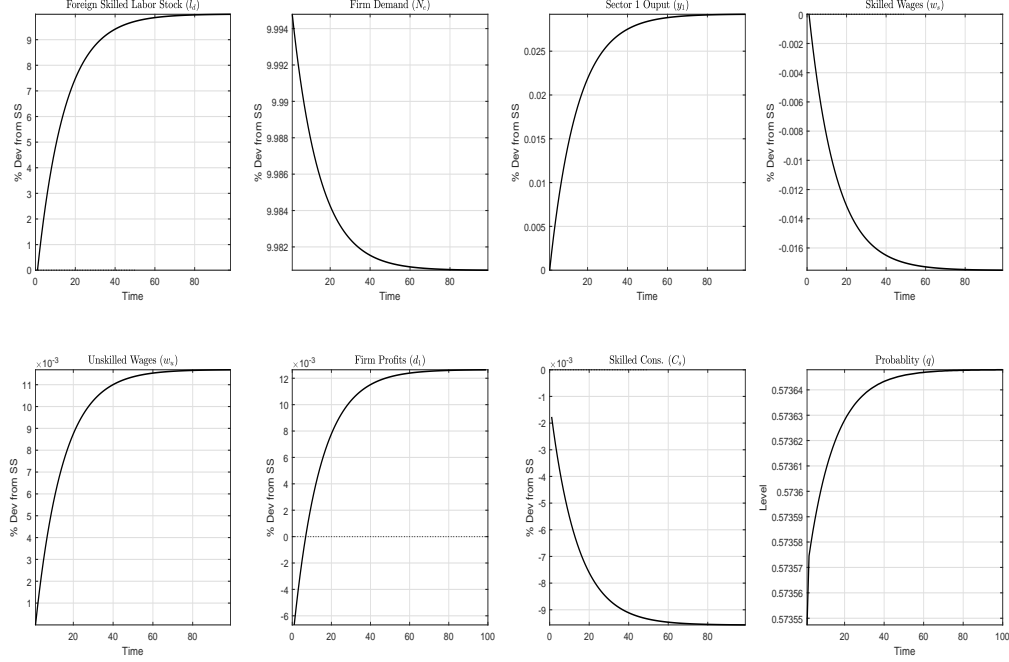 Foreign Skilled Labor Stock (l_d)
% Dev from SS
9
8
7
6
5
4
3
2
1
0
0 20 40 60 80
Time
Firm Demand (N_e)
% Dev from SS
9.994
9.992
9.99
9.988
9.986
9.984
9.982
20 40 60 80
Time
Sector 1 Ouput (y_1)
% Dev from SS
0.025
0.02
0.015
0.01
0.005
0
20 40 60 80
Time
Skilled Wages (w_s)
% Dev from SS
0
-0.002
-0.004
-0.006
-0.008
-0.01
-0.012
-0.014
-0.016
20 40 60 80
Time
Unskilled Wages (w_u)
×10⁻³
% Dev from SS
11
10
9
8
7
6
5
4
3
2
1
20 40 60 80
Time
Firm Profits (d_1)
×10⁻³
% Dev from SS
12
10
8
6
4
2
0
-2
-4
-6
0 20 40 60 80 100
Time
Skilled Cons. (C_s)
×10⁻³
% Dev from SS
0
-1
-2
-3
-4
-5
-6
-7
-8
-9
0 20 40 60 80
Time
Probablity (q)
Level
0.57364
0.57363
0.57362
0.57361
0.5736
0.57359
0.57358
0.57357
0.57356
0.57355
20 40 60 80 100
Time